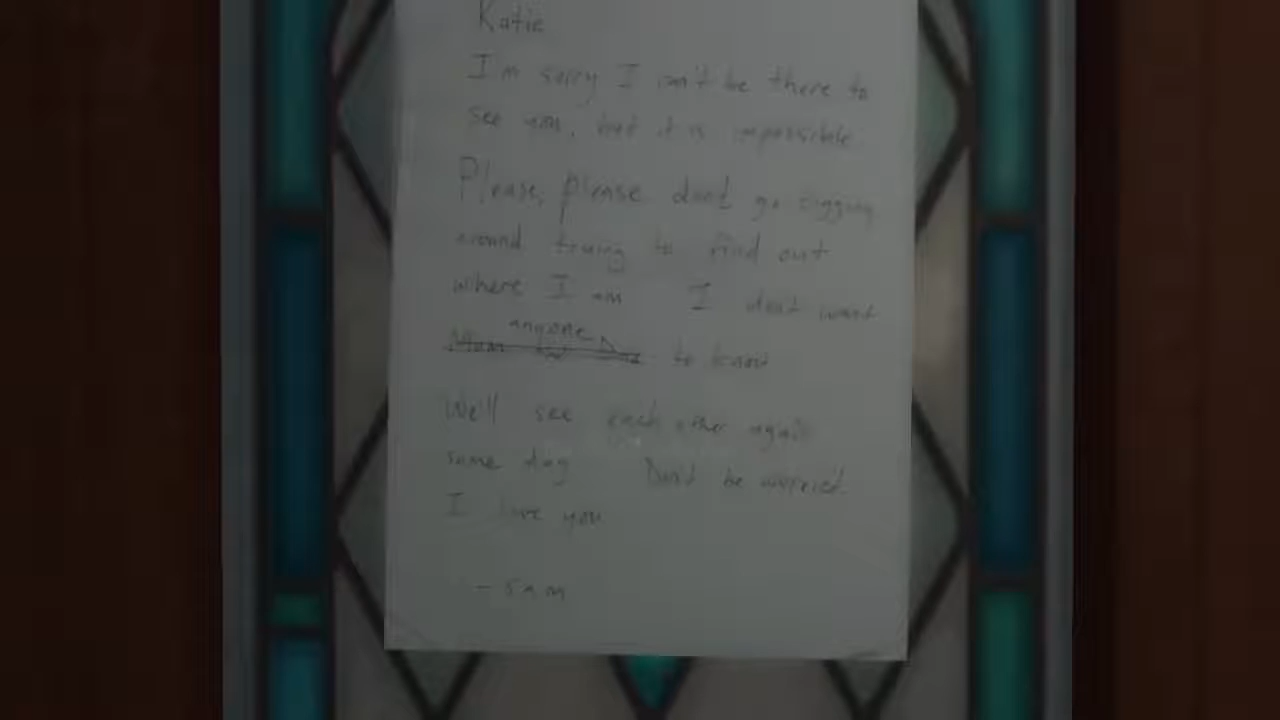 Katie
I'm sorry I can't be there to
see you, but it is impossible.
Please, please don't go digging
around trying to find out
where I am I don't want
anyone
to know
We'll see each other again
some day Don't be worried.
I love you
- Sam